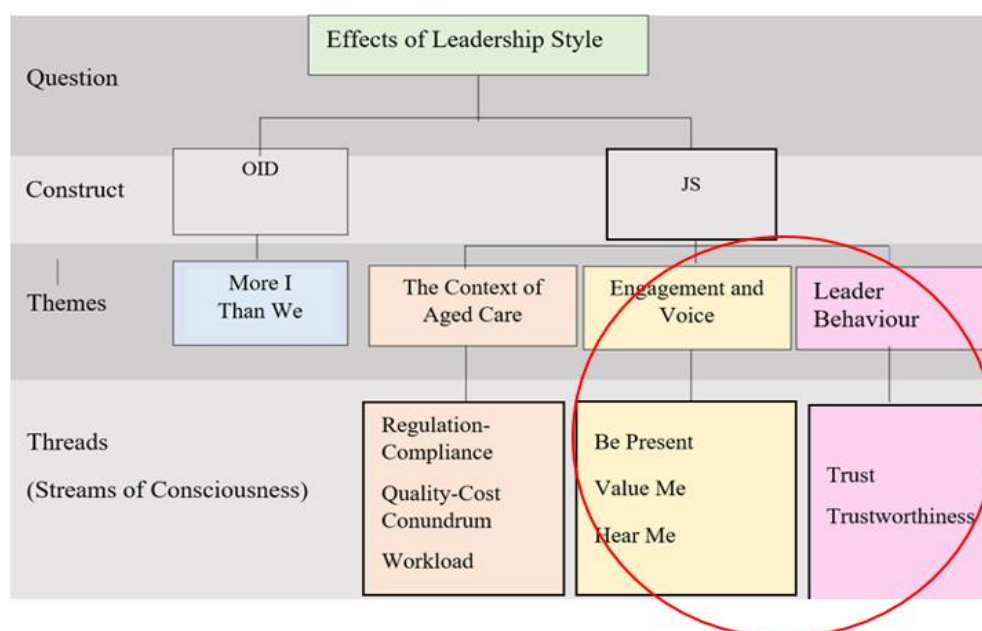 Effects of Leadership Style
Question
Construct
OID
JS
Themes
More I
Than We
The Context of
Aged Care
Engagement and
Voice
Leader
Behaviour
Threads
(Streams of Consciousness)
Regulation-
Compliance
Quality-Cost
Conundrum
Workload
Be Present
Value Me
Hear Me
Trust
Trustworthiness